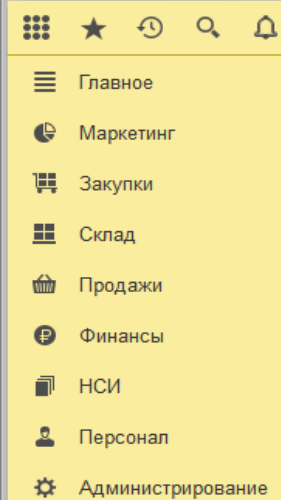 Главное
Маркетинг
Закупки
Склад
Продажи
Финансы
НСИ
Персонал
Администрирование